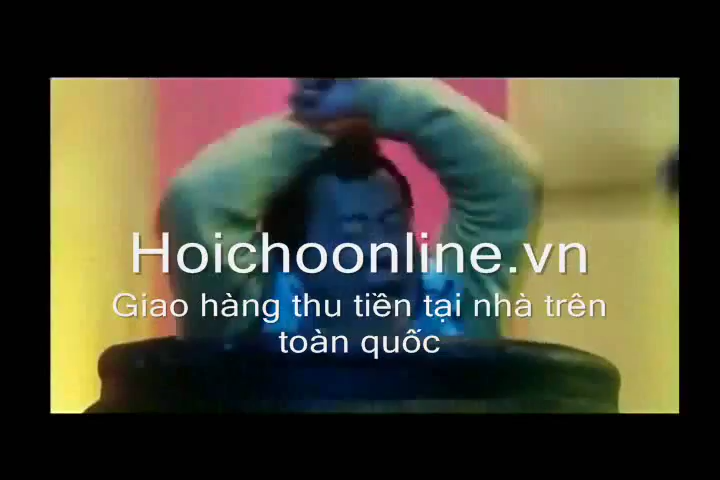 Hoichoonline.vn
Giao hàng thu tiền tại nhà trên
toàn quốc